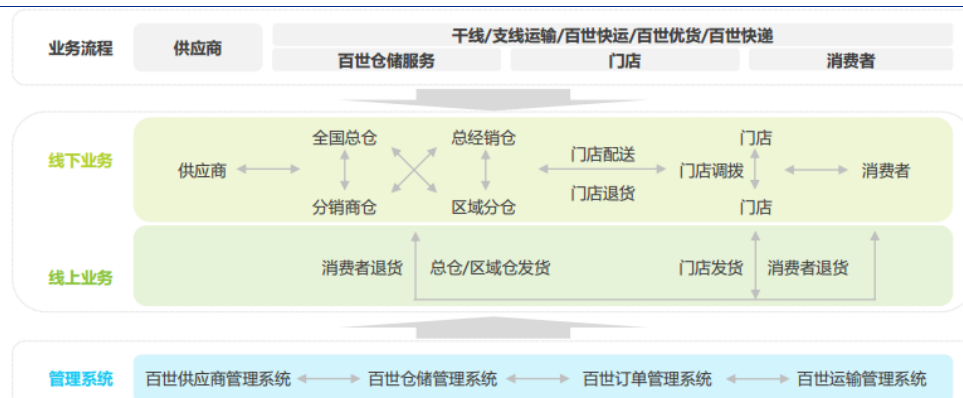 业务流程
供应商
干线/支线运输/百世快运/百世优货/百世快递
百世仓储服务 门店 消费者
线下业务
全国总仓 总经销仓 门店
门店配送
供应商 门店调拨 消费者
门店退货
分销商仓 区域分仓 门店
线上业务
消费者退货 总仓/区域仓发货 门店发货 消费者退货
管理系统
百世供应商管理系统 百世仓储管理系统 百世订单管理系统 百世运输管理系统